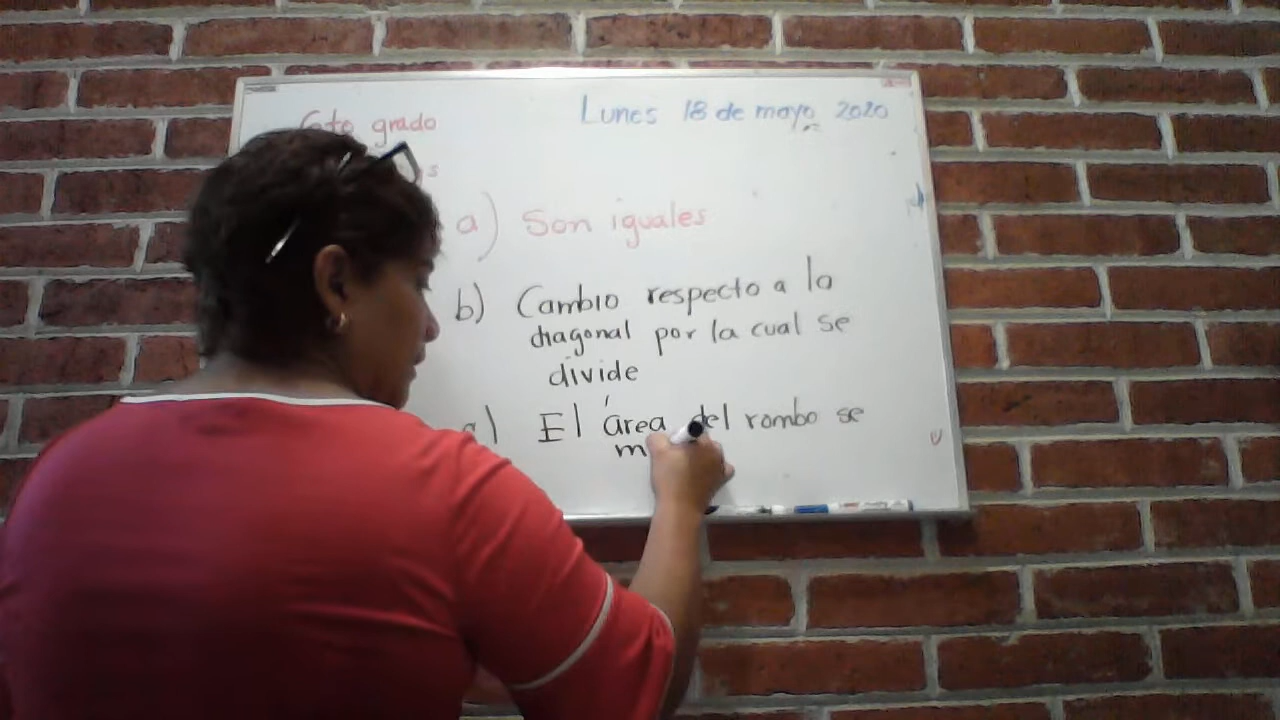 6to grado
Lunes 18 de mayo 2020
a) Son iguales
b) Cambio respecto a la
diagonal por la cual se
divide
a) El área del rombo se
m